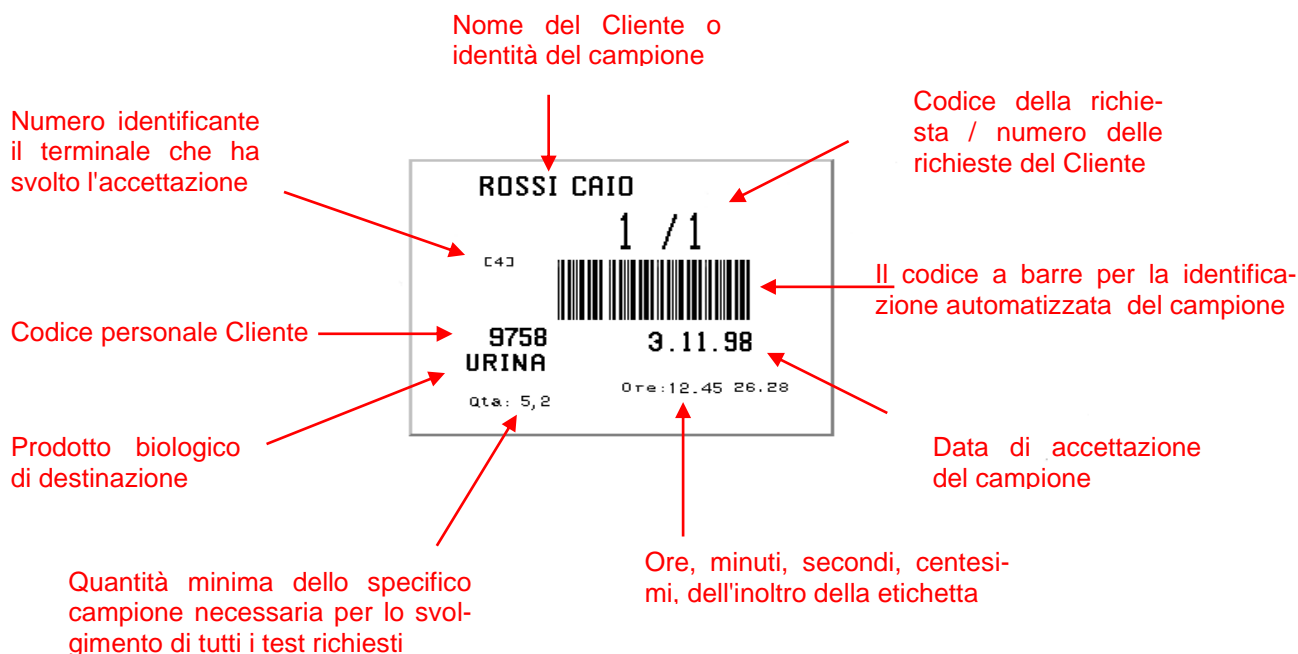 Nome del Cliente o
identità del campione
Codice della richie-
sta / numero delle
richieste del Cliente
Numero identificante
il terminale che ha
svolto l'accettazione
ROSSI CAIO
1 /1
[4]
Il codice a barre per la identifica-
zione automatizzata del campione
Codice personale Cliente
9758
3.11.98
URINA
Ore:12.45 26.28
Qta: 5,2
Prodotto biologico
di destinazione
Data di accettazione
del campione
Ore, minuti, secondi, centesi-
mi, dell'inoltro della etichetta
Quantità minima dello specifico
campione necessaria per lo svol-
gimento di tutti i test richiesti